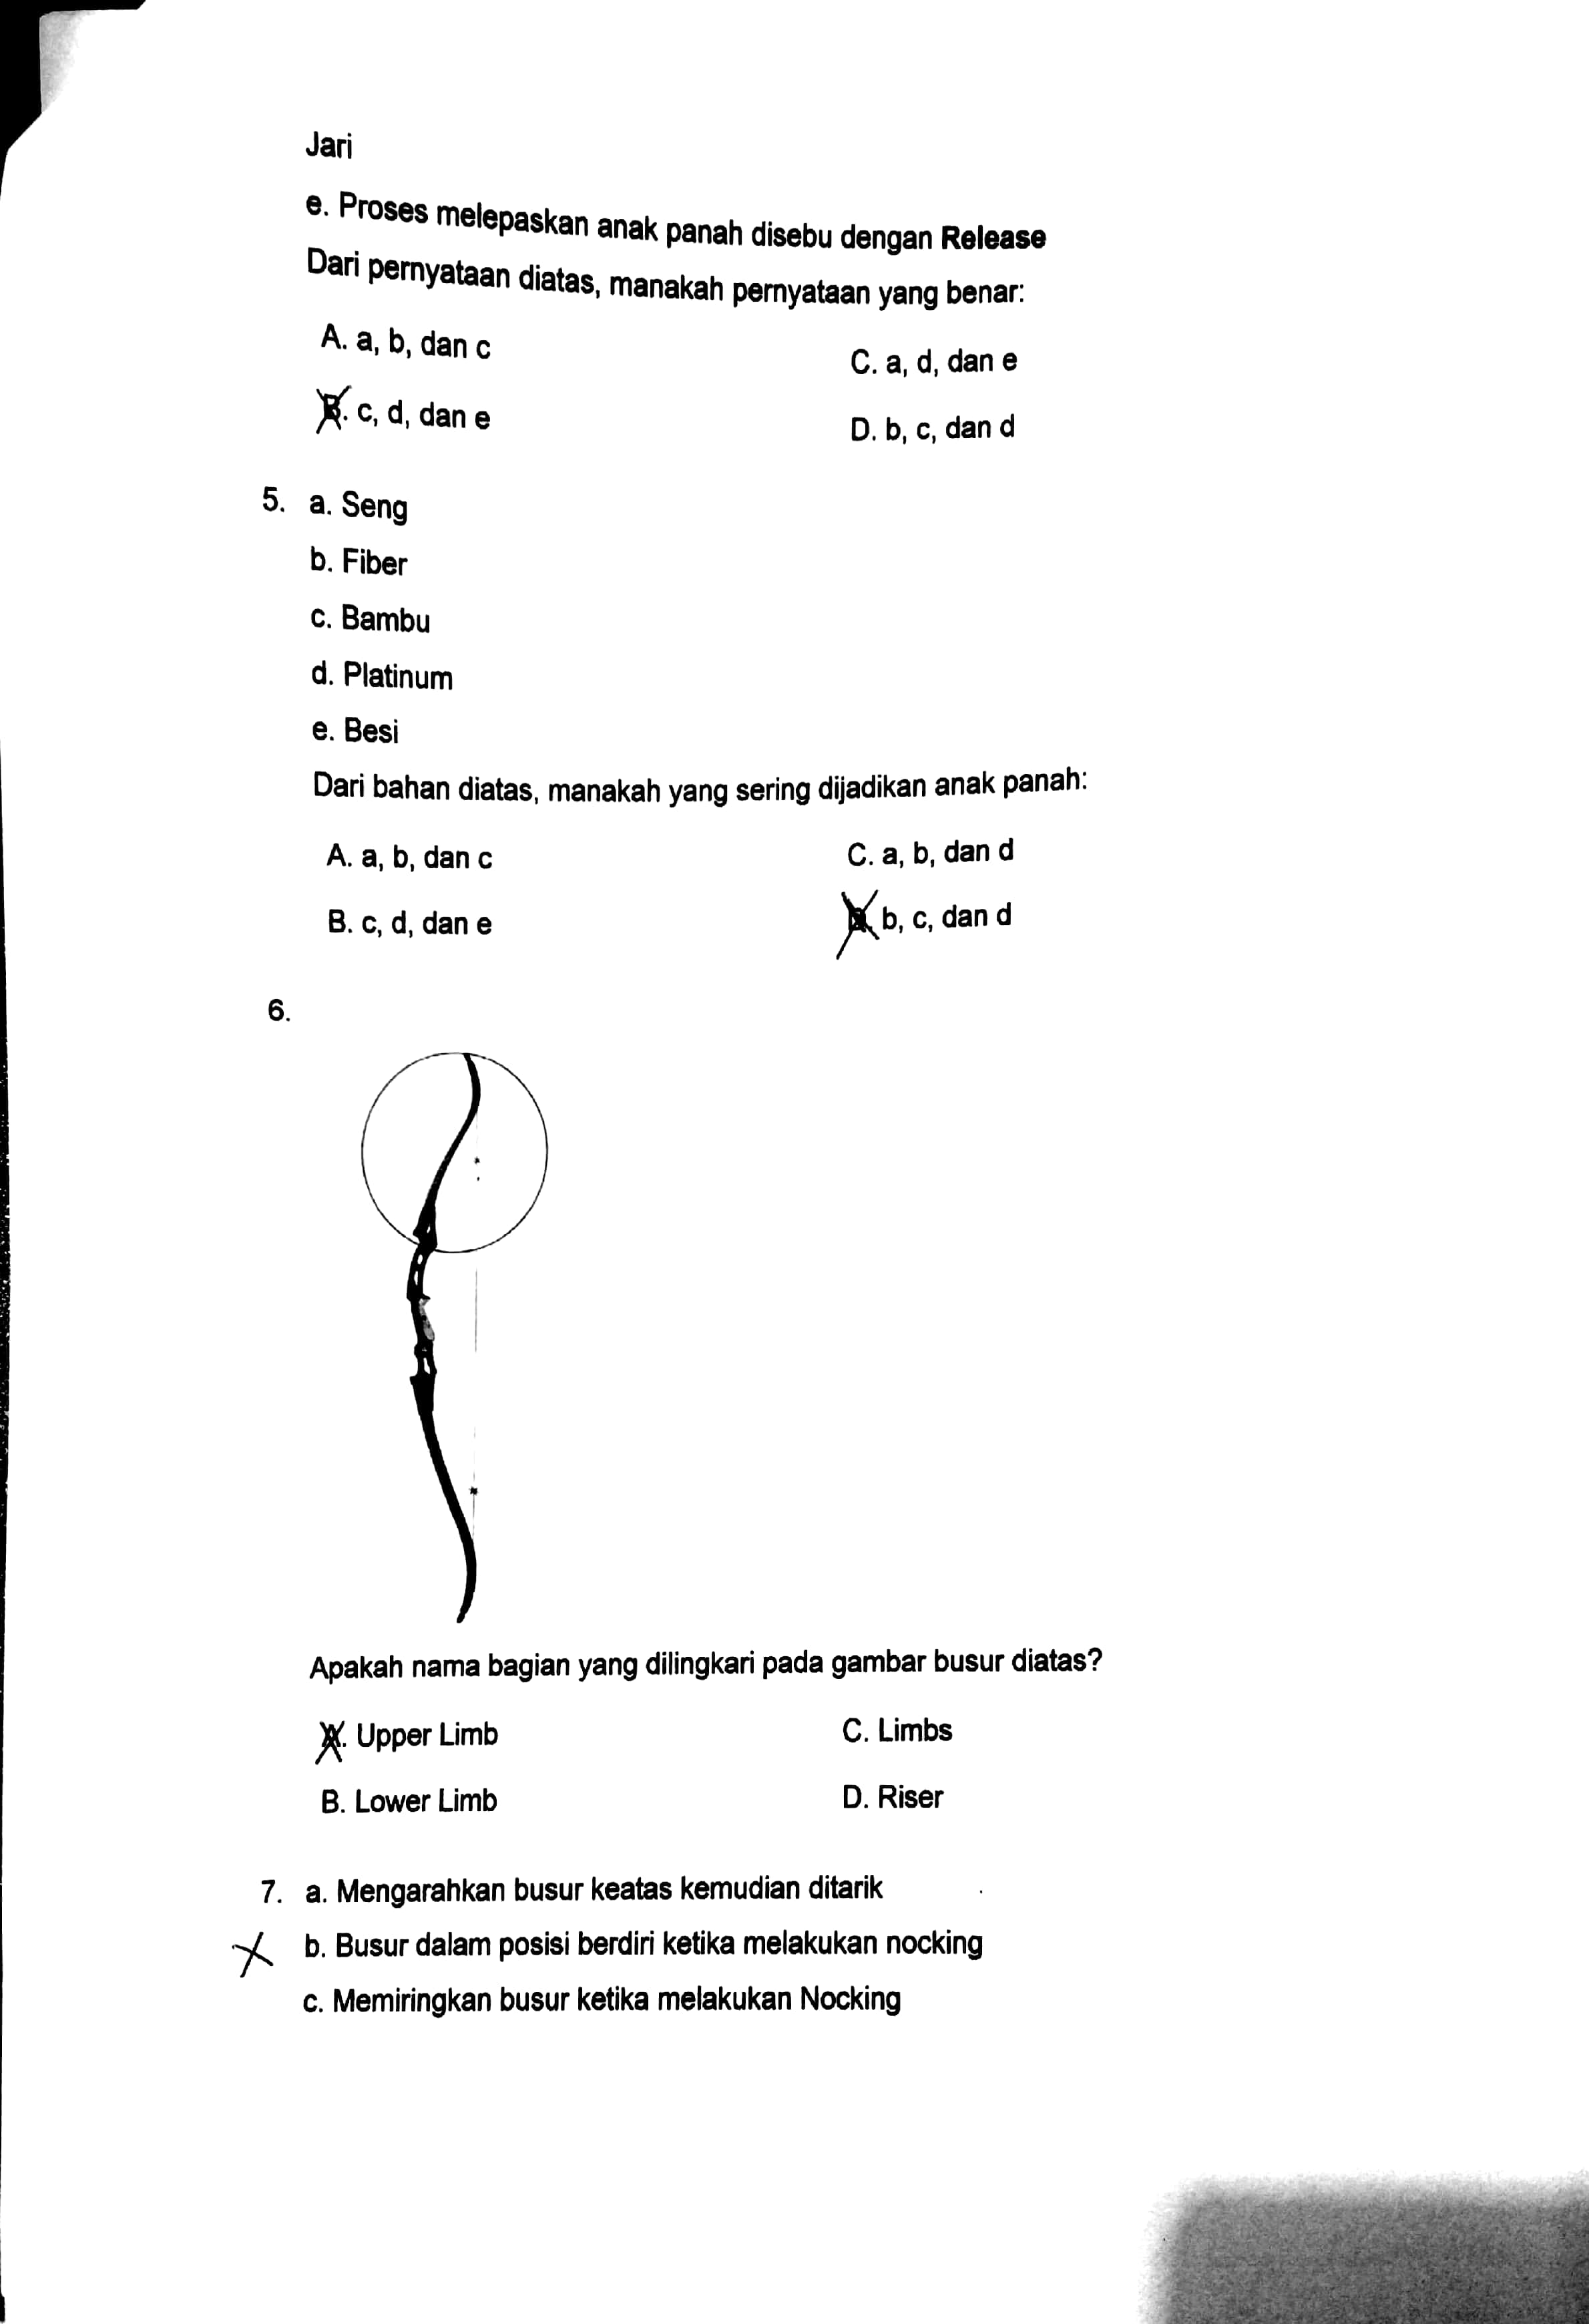 Jari
e. Proses melepaskan anak panah disebu dengan Release
Dari pernyataan diatas, manakah pernyataan yang benar:
A. a, b, dan c
C. a, d, dan e
B. c, d, dan e
D. b, c, dan d
5. a. Seng
b. Fiber
c. Bambu
d. Platinum
e. Besi
Dari bahan diatas, manakah yang sering dijadikan anak panah:
A. a, b, dan c
C. a, b, dan d
B. c, d, dan e
D. b, c, dan d
6.
Apakah nama bagian yang dilingkari pada gambar busur diatas?
A. Upper Limb
C. Limbs
B. Lower Limb
D. Riser
7. a. Mengarahkan busur keatas kemudian ditarik
b. Busur dalam posisi berdiri ketika melakukan nocking
c. Memiringkan busur ketika melakukan Nocking